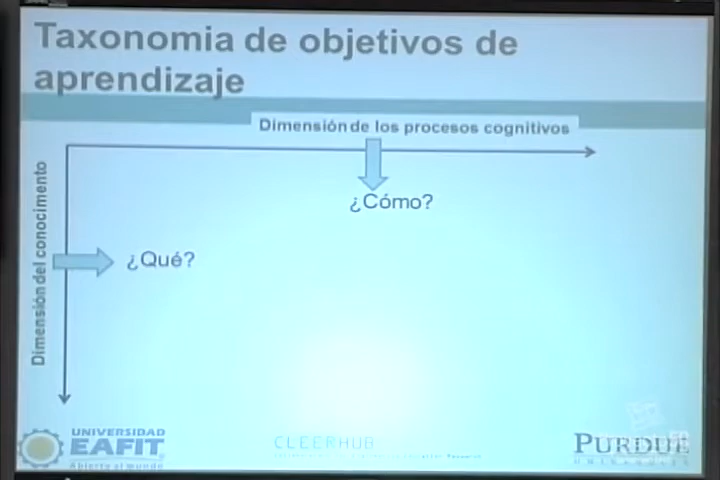 Taxonomia de objetivos de
aprendizaje
Dimensión de los procesos cognitivos
¿Cómo?
Dimensión del conocimiento
¿Qué?
UNIVERSIDAD
EAFIT
Abierta al mundo
CLEERHUB
PURDUE
UNIVERSITY